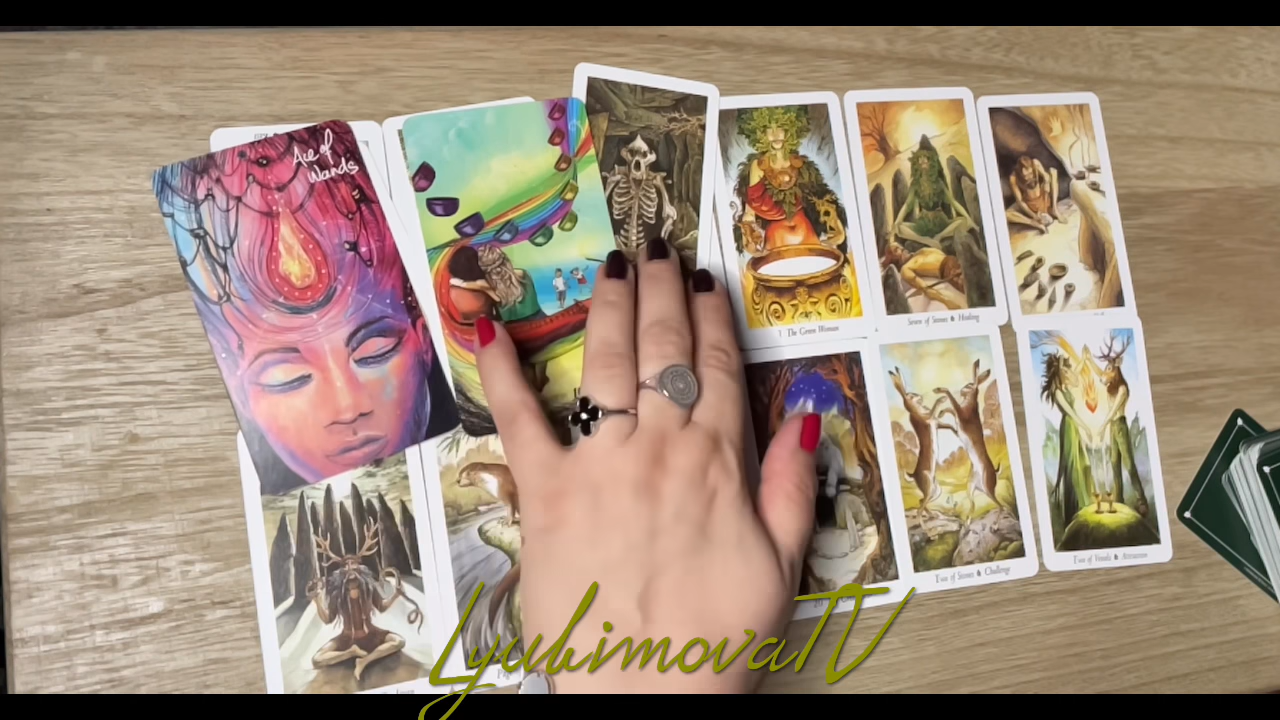 Ace of
Wands
1 The Green Woman
Seven of Stones Healing
Two of Stones Challenge
Two of Wands Attraction
LyubimovaTV